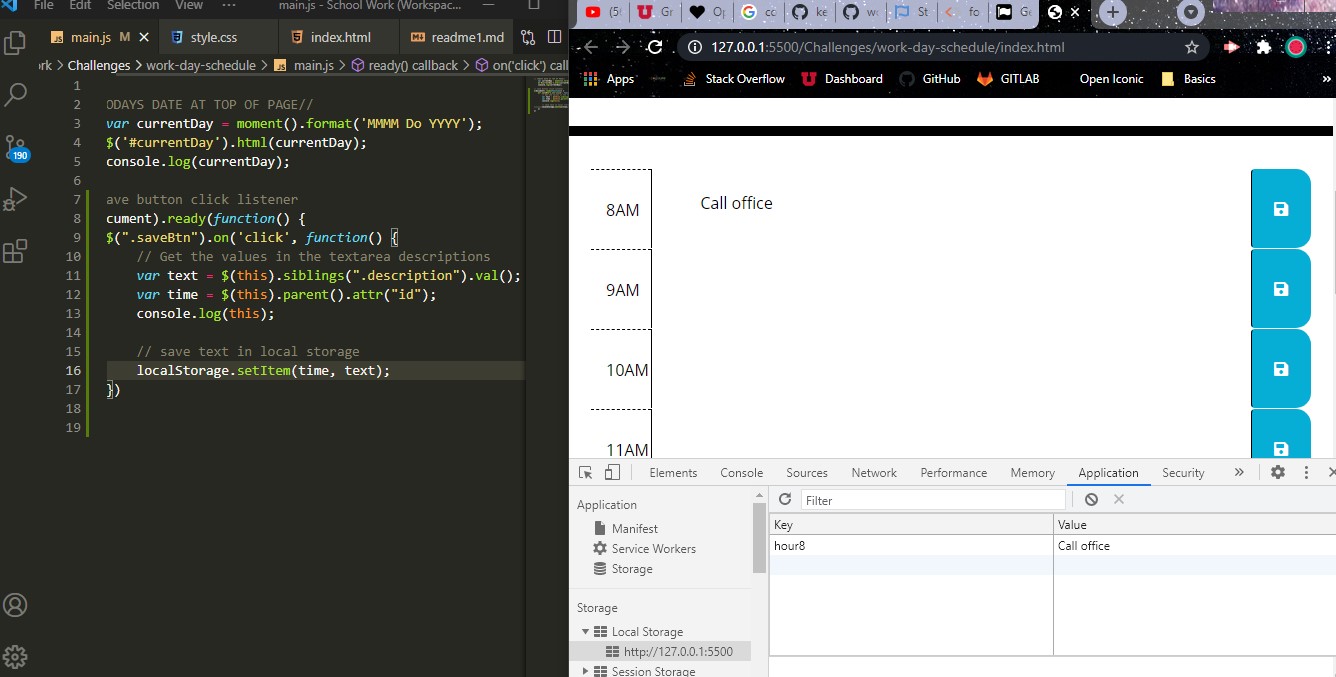 File Edit Selection View ··· main.js - School Work (Workspac...
main.js M style.css index.html readme1.md
rk > Challenges > work-day-schedule > main.js > ready() callback > on('click') call
1
2 ODAYS DATE AT TOP OF PAGE//
3 var currentDay = moment().format('MMMM Do YYYY');
4 $('#currentDay').html(currentDay);
5 console.log(currentDay);
6
7 ave button click listener
8 cument).ready(function() {
9 $(".saveBtn").on('click', function() {
10 // Get the values in the textarea descriptions
11 var text = $(this).siblings(".description").val();
12 var time = $(this).parent().attr("id");
13 console.log(this);
14
15 // save text in local storage
16 localStorage.setItem(time, text);
17 })
18
19
190
(5 Gr Op cc ke w St fo Ge
127.0.0.1:5500/Challenges/work-day-schedule/index.html
Apps Stack Overflow Dashboard GitHub GITLAB Open Iconic Basics »
8AM Call office
9AM
10AM
11AM
Elements Console Sources Network Performance Memory Application Security »
Application
Manifest
Service Workers
Storage
Storage
Local Storage
http://127.0.0.1:5500
Session Storage
Filter
Key Value
hour8 Call office